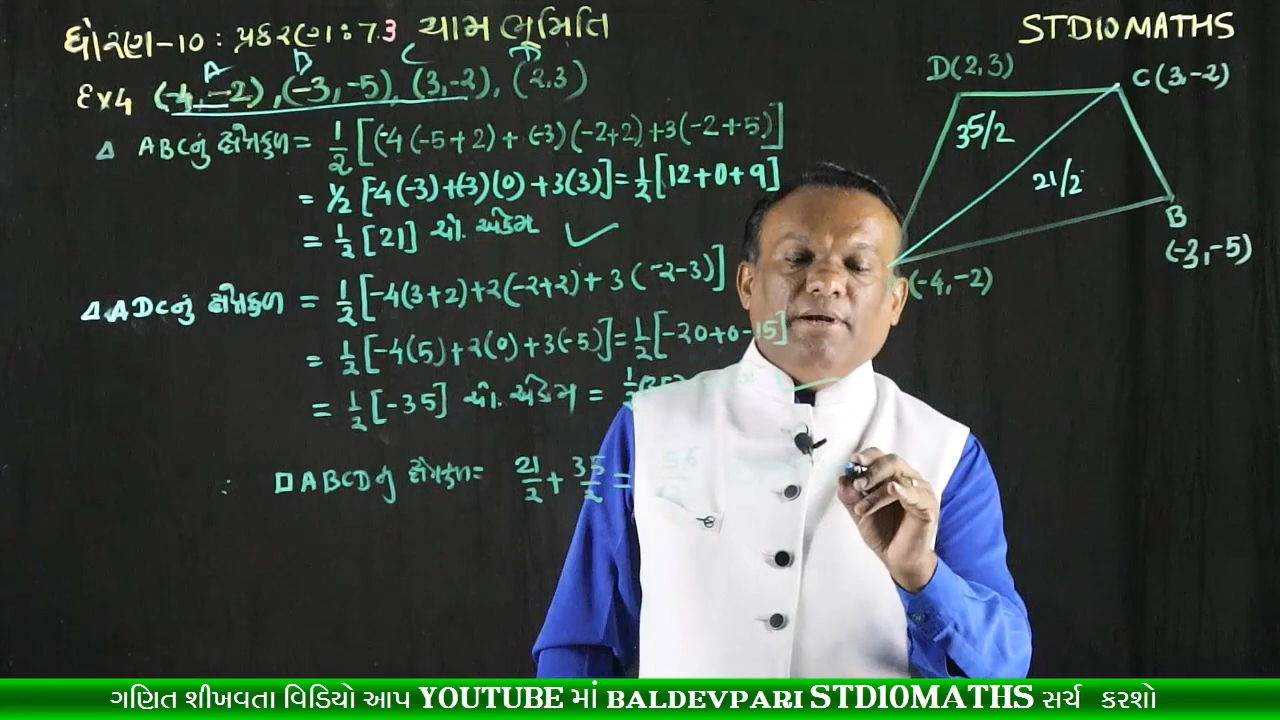 ધોરણ-10 : પ્રકરણ : 7.3 યામ ભૂમિતિ
STD10MATHS
A B C D
Ex4 (-4, -2), (-3, -5), (3, -2), (2,3)
△ ABCનું ક્ષેત્રફળ = 1/2 [(-4(-5+2) + (-3)(-2+2) + 3(-2+5)]
= 1/2 [-4(-3) + (-3)(0) + 3(3)] = 1/2 [12+0+9]
= 1/2 [21] ચો. એકમ ✓
△ ADCનું ક્ષેત્રફળ = 1/2 [-4(3+2)+2(-2+2)+ 3(-2-3)]
= 1/2 [-4(5)+2(0)+3(-5)] = 1/2 [-20+0-15]
= 1/2 [-35] ચો. એકમ = 1/2
∴ □ ABCDનું ક્ષેત્રફળ = 21/2 + 35/2 = 56/2
D(2,3)
C(3,-2)
35/2
21/2
B
(-3,-5)
(-4,-2)
ગણિત શીખવતા વિડિયો આપ YOUTUBE માં BALDEVPARI STD10MATHS સર્ચ કરશો